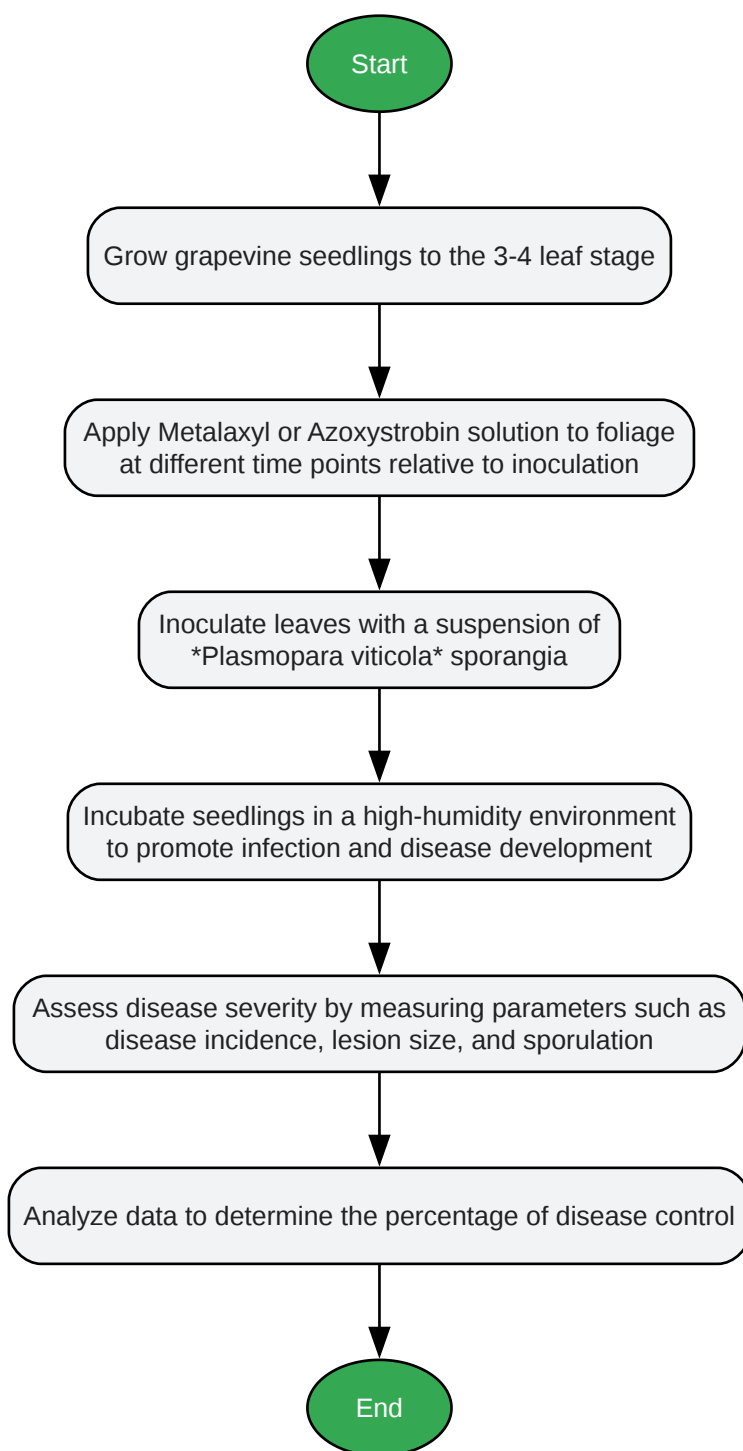 Start
Grow grapevine seedlings to the 3-4 leaf stage
Apply Metalaxyl or Azoxystrobin solution to foliage
at different time points relative to inoculation
Inoculate leaves with a suspension of
*Plasmopara viticola* sporangia
Incubate seedlings in a high-humidity environment
to promote infection and disease development
Assess disease severity by measuring parameters such as
disease incidence, lesion size, and sporulation
Analyze data to determine the percentage of disease control
End